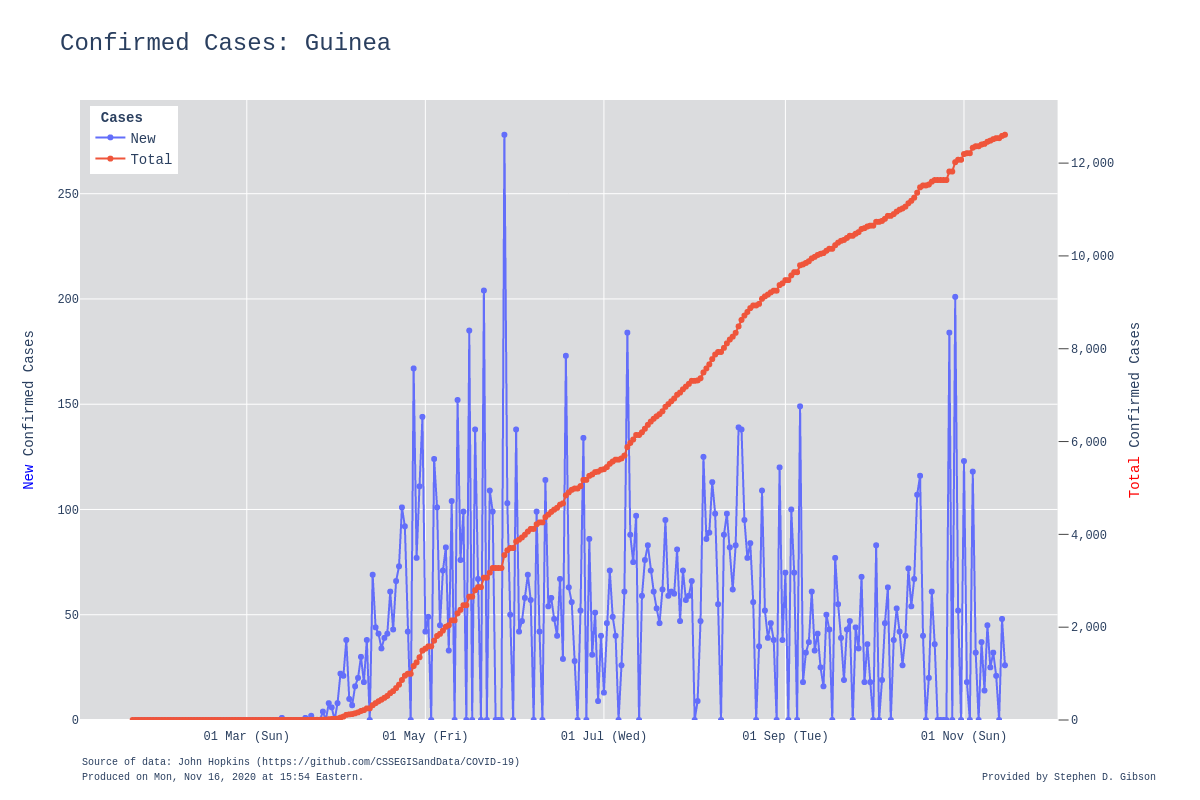 Confirmed Cases: Guinea
Cases
New
Total
250
200
150
100
50
0
12,000
10,000
8,000
6,000
4,000
2,000
0
New Confirmed Cases
Total Confirmed Cases
01 Mar (Sun)
01 May (Fri)
01 Jul (Wed)
01 Sep (Tue)
01 Nov (Sun)
Source of data: John Hopkins (https://github.com/CSSEGISandData/COVID-19)
Produced on Mon, Nov 16, 2020 at 15:54 Eastern.
Provided by Stephen D. Gibson